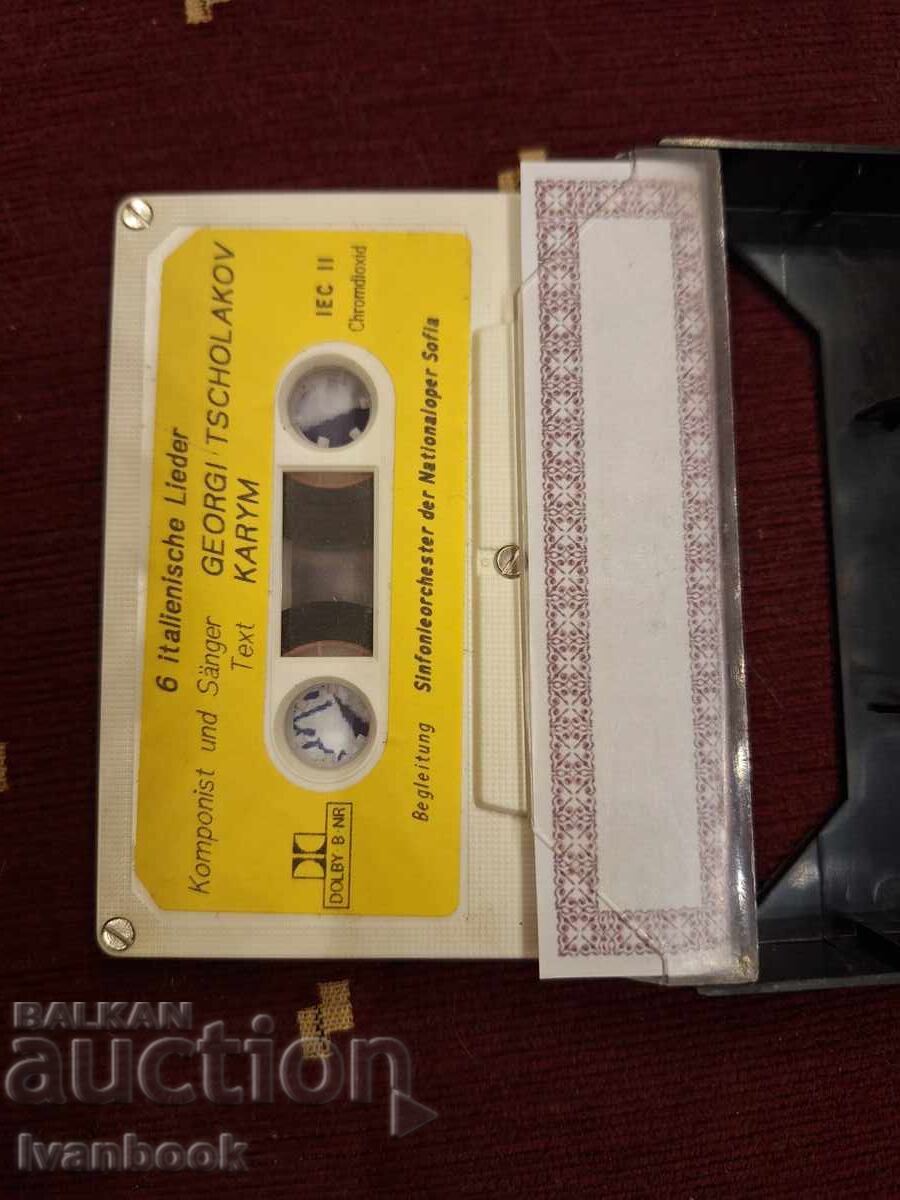 6 italienische Lieder
Komponist und Sänger GEORGI TSCHOLAKOV
Text KARYM
DOLBY B NR
IEC II
Chromdioxid
Begleitung Sinfonieorchester der Nationaloper Sofia
BALKAN
auction
Ivanbook